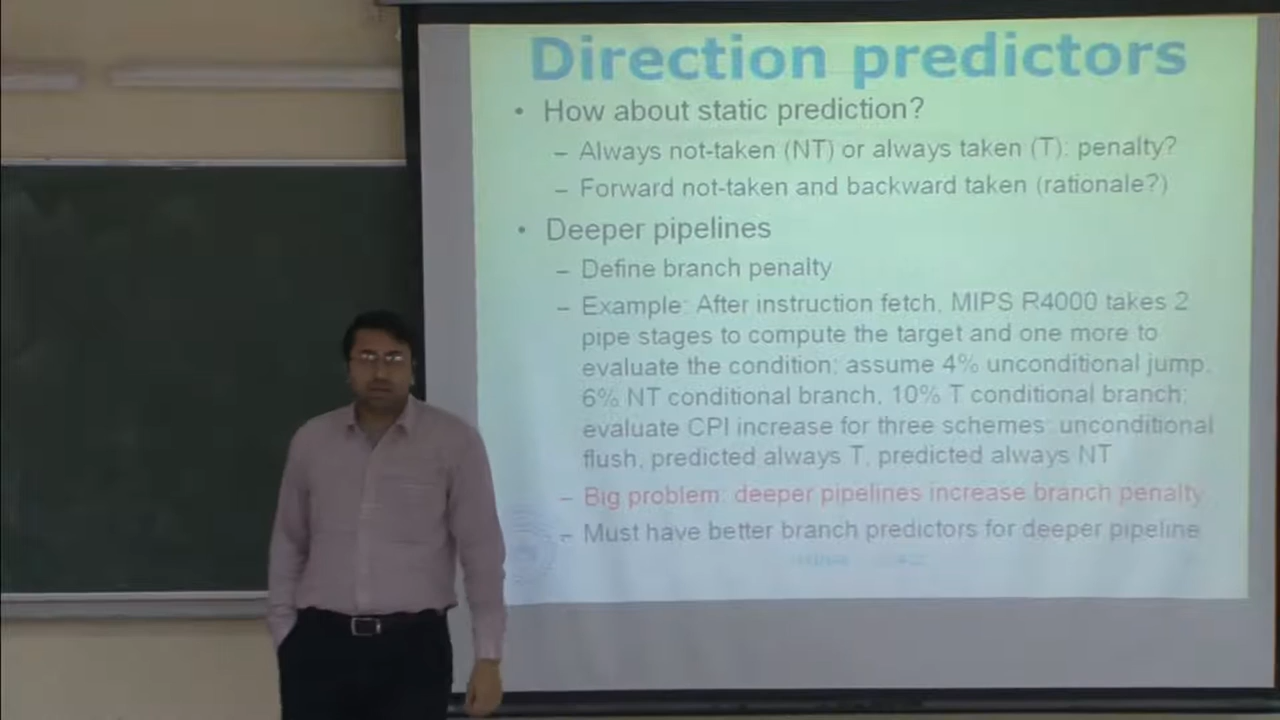 Direction predictors
• How about static prediction?
– Always not-taken (NT) or always taken (T): penalty?
– Forward not-taken and backward taken (rationale?)
• Deeper pipelines
– Define branch penalty
– Example: After instruction fetch, MIPS R4000 takes 2
pipe stages to compute the target and one more to
evaluate the condition; assume 4% unconditional jump,
6% NT conditional branch, 10% T conditional branch;
evaluate CPI increase for three schemes: unconditional
flush, predicted always T, predicted always NT
– Big problem: deeper pipelines increase branch penalty
– Must have better branch predictors for deeper pipeline